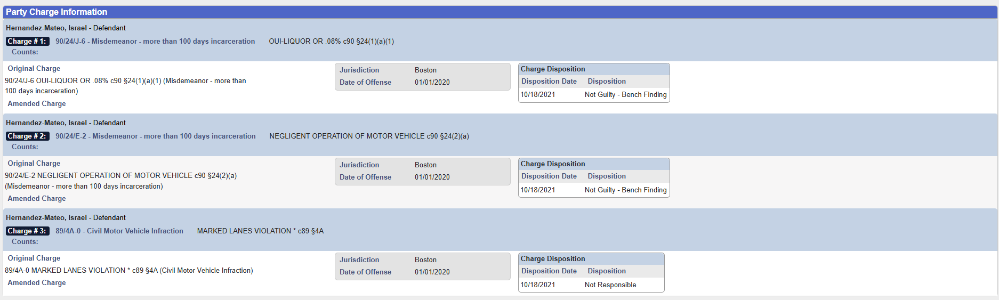 Party Charge Information
Hernandez-Mateo, Israel - Defendant
Charge # 1: 90/24/J-6 - Misdemeanor - more than 100 days incarceration OUI-LIQUOR OR .08% c90 §24(1)(a)(1)
Counts:
Original Charge
90/24/J-6 OUI-LIQUOR OR .08% c90 §24(1)(a)(1) (Misdemeanor - more than
100 days incarceration)
Amended Charge
Jurisdiction Boston
Date of Offense 01/01/2020
Charge Disposition
Disposition Date Disposition
10/18/2021 Not Guilty - Bench Finding
Hernandez-Mateo, Israel - Defendant
Charge # 2: 90/24/E-2 - Misdemeanor - more than 100 days incarceration NEGLIGENT OPERATION OF MOTOR VEHICLE c90 §24(2)(a)
Counts:
Original Charge
90/24/E-2 NEGLIGENT OPERATION OF MOTOR VEHICLE c90 §24(2)(a)
(Misdemeanor - more than 100 days incarceration)
Amended Charge
Jurisdiction Boston
Date of Offense 01/01/2020
Charge Disposition
Disposition Date Disposition
10/18/2021 Not Guilty - Bench Finding
Hernandez-Mateo, Israel - Defendant
Charge # 3: 89/4A-0 - Civil Motor Vehicle Infraction MARKED LANES VIOLATION * c89 §4A
Counts:
Original Charge
89/4A-0 MARKED LANES VIOLATION * c89 §4A (Civil Motor Vehicle Infraction)
Amended Charge
Jurisdiction Boston
Date of Offense 01/01/2020
Charge Disposition
Disposition Date Disposition
10/18/2021 Not Responsible